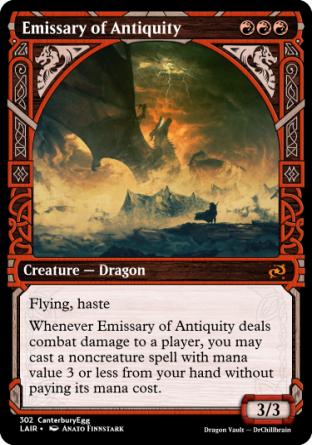 Emissary of Antiquity
Creature — Dragon
Flying, haste
Whenever Emissary of Antiquity deals
combat damage to a player, you may
cast a noncreature spell with mana
value 3 or less from your hand without
paying its mana cost.
3/3
302 CanterburyEgg
LAIR • Anato Finnstark
Dragon Vault — DrChillbrain